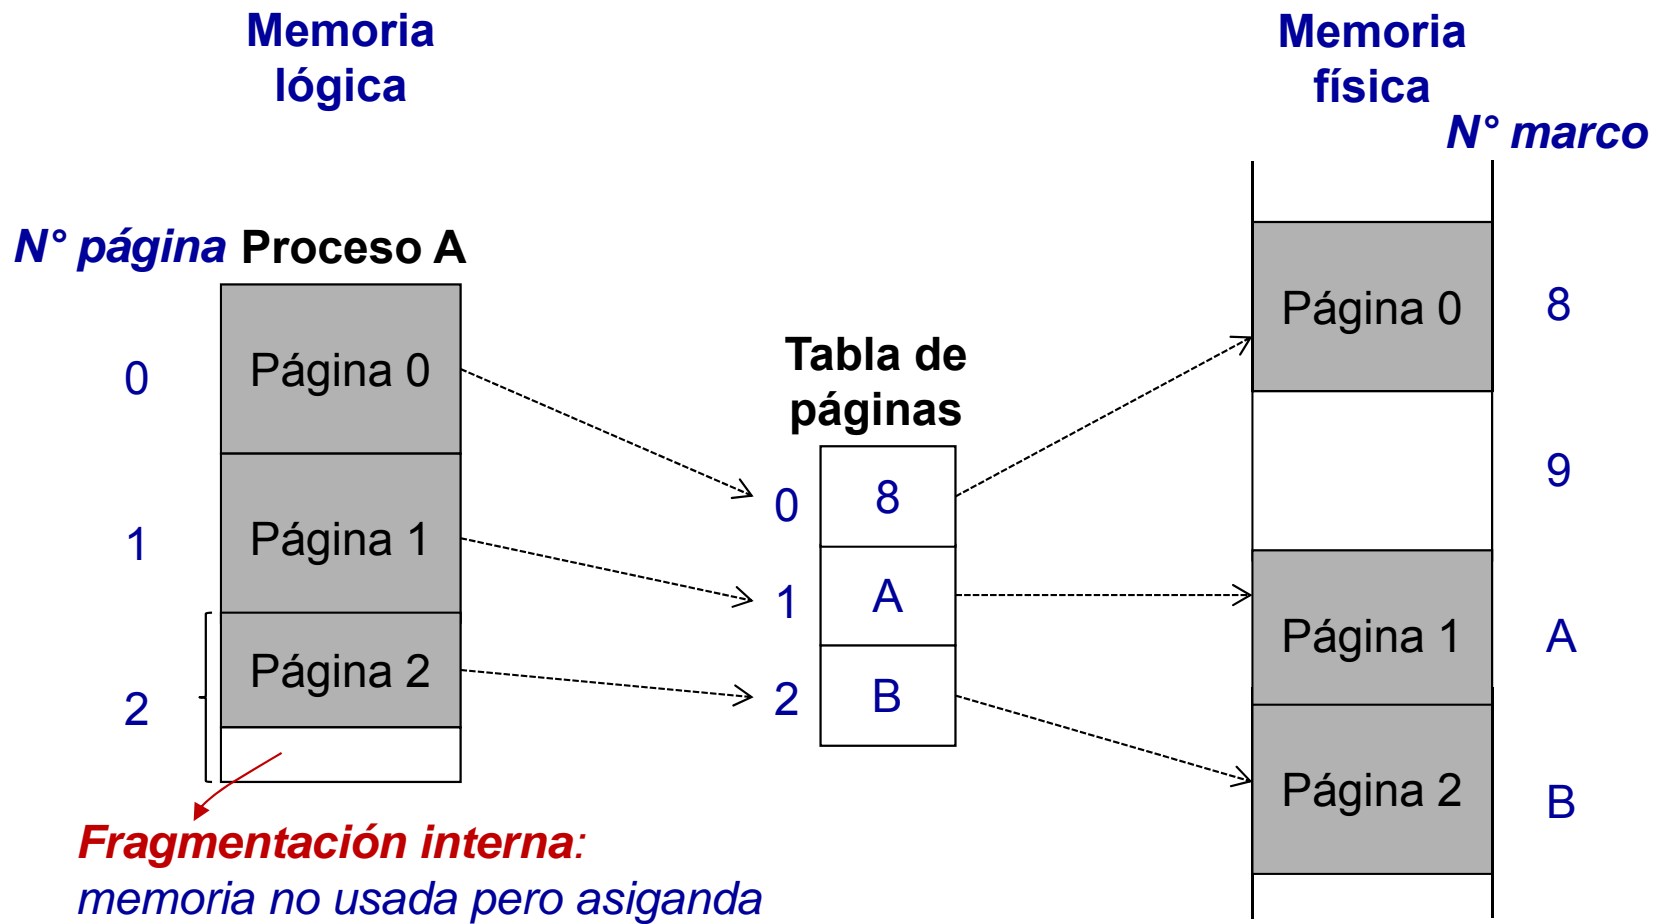 Memoria
lógica
Memoria
física
N° marco
N° página
Proceso A
0
Página 0
1
Página 1
2
Página 2
Tabla de
páginas
0
8
1
A
2
B
Página 0
8
9
Página 1
A
Página 2
B
Fragmentación interna:
memoria no usada pero asiganda